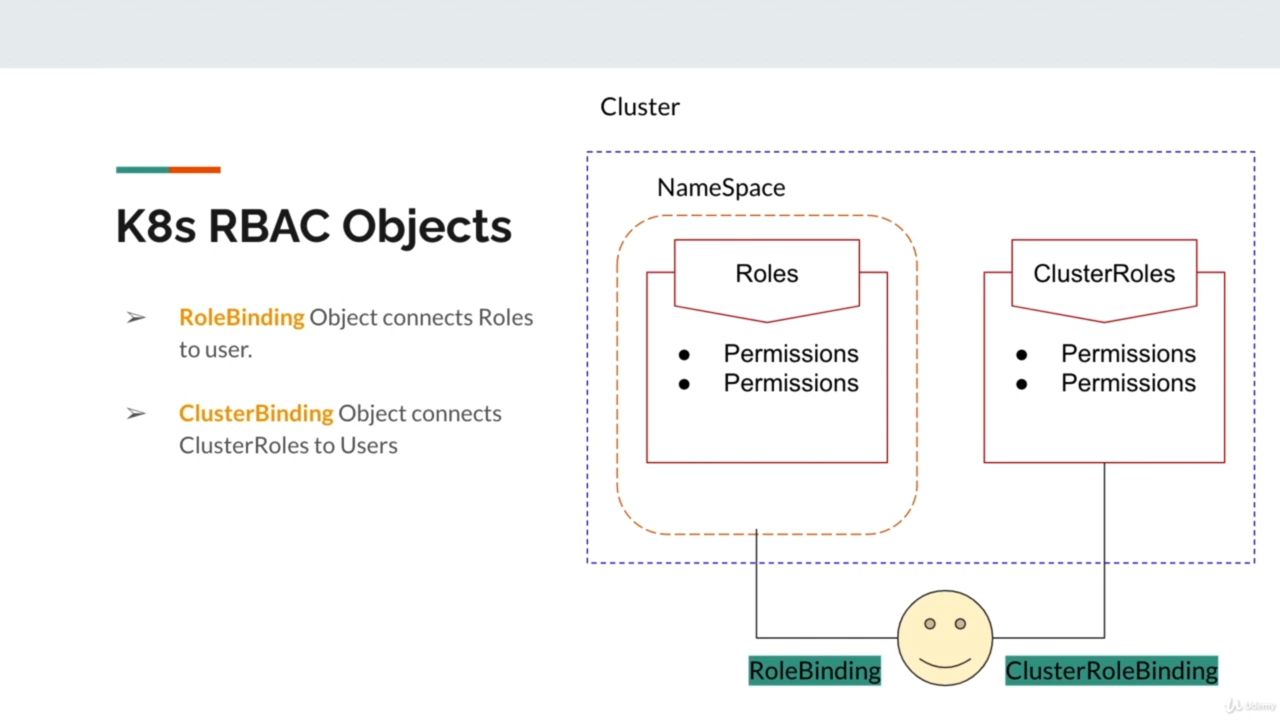 Cluster
NameSpace
K8s RBAC Objects
➢ RoleBinding Object connects Roles
to user.
➢ ClusterBinding Object connects
ClusterRoles to Users
Roles
● Permissions
● Permissions
ClusterRoles
● Permissions
● Permissions
RoleBinding
ClusterRoleBinding
Udemy